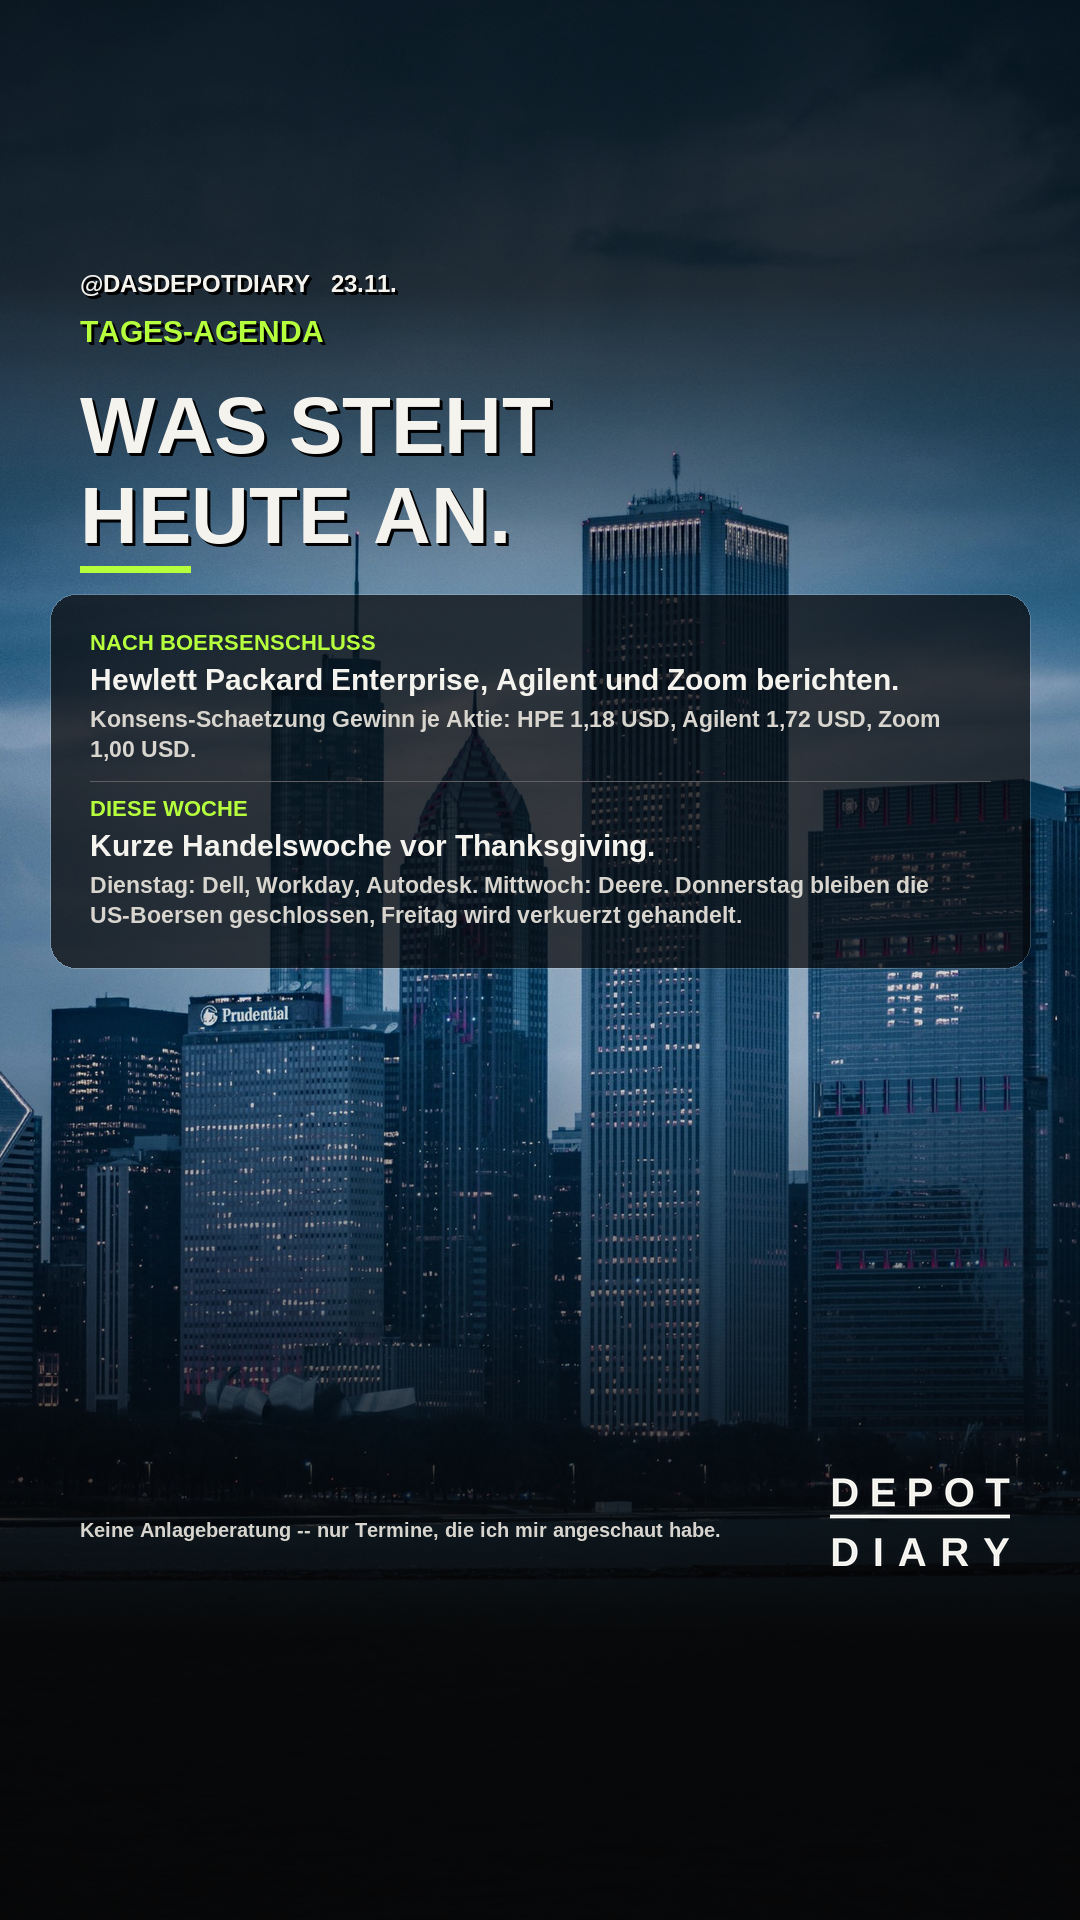 @DASDEPOTDIARY 23.11.
TAGES-AGENDA
WAS STEHT
HEUTE AN.
NACH BOERSENSCHLUSS
Hewlett Packard Enterprise, Agilent und Zoom berichten.
Konsens-Schaetzung Gewinn je Aktie: HPE 1,18 USD, Agilent 1,72 USD, Zoom
1,00 USD.
DIESE WOCHE
Kurze Handelswoche vor Thanksgiving.
Dienstag: Dell, Workday, Autodesk. Mittwoch: Deere. Donnerstag bleiben die
US-Boersen geschlossen, Freitag wird verkuerzt gehandelt.
Prudential
Keine Anlageberatung -- nur Termine, die ich mir angeschaut habe.
DEPOT
DIARY